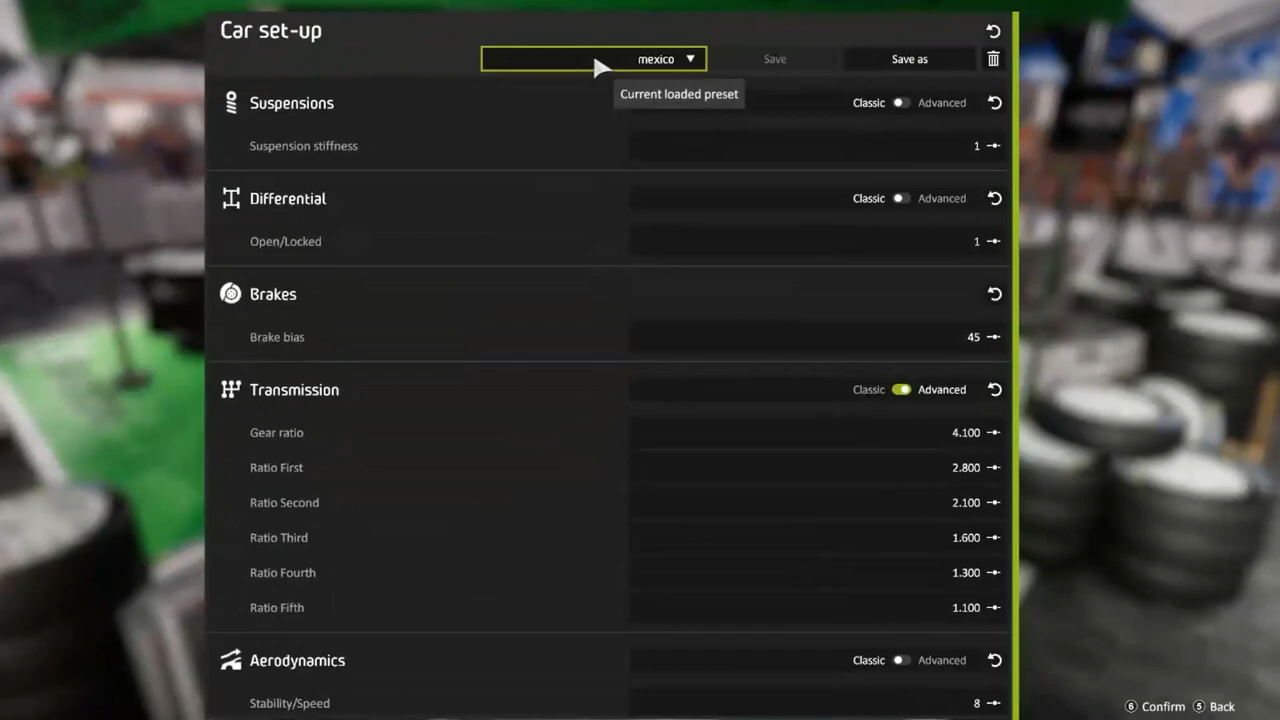 Car set-up
mexico ▼ Save Save as
Current loaded preset
Suspensions Classic Advanced
Suspension stiffness 1
Differential Classic Advanced
Open/Locked 1
Brakes
Brake bias 45
Transmission Classic Advanced
Gear ratio 4.100
Ratio First 2.800
Ratio Second 2.100
Ratio Third 1.600
Ratio Fourth 1.300
Ratio Fifth 1.100
Aerodynamics Classic Advanced
Stability/Speed 8
6 Confirm 5 Back